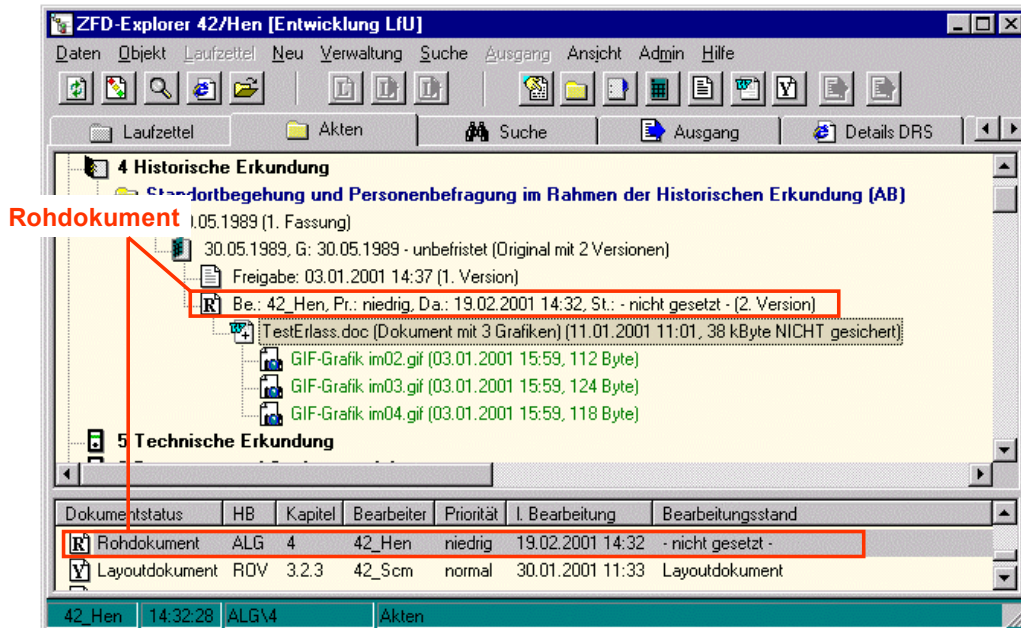 ZFD-Explorer 42/Hen [Entwicklung LfU]
Daten Objekt Laufzettel Neu Verwaltung Suche Ausgang Ansicht Admin Hilfe
Laufzettel Akten Suche Ausgang Details DRS
4 Historische Erkundung
Standortbegehung und Personenbefragung im Rahmen der Historischen Erkundung (AB)
Rohdokument
.05.1989 (1. Fassung)
30.05.1989, G: 30.05.1989 - unbefristet (Original mit 2 Versionen)
Freigabe: 03.01.2001 14:37 (1. Version)
R Be.: 42_Hen, Pr.: niedrig, Da.: 19.02.2001 14:32, St.: - nicht gesetzt - (2. Version)
TestErlass.doc (Dokument mit 3 Grafiken) (11.01.2001 11:01, 38 kByte NICHT gesichert)
GIF-Grafik im02.gif (03.01.2001 15:59, 112 Byte)
GIF-Grafik im03.gif (03.01.2001 15:59, 124 Byte)
GIF-Grafik im04.gif (03.01.2001 15:59, 118 Byte)
5 Technische Erkundung
Dokumentstatus HB Kapitel Bearbeiter Priorität l. Bearbeitung Bearbeitungsstand
R Rohdokument ALG 4 42_Hen niedrig 19.02.2001 14:32 - nicht gesetzt -
Y Layoutdokument ROV 3.2.3 42_Scm normal 30.01.2001 11:33 Layoutdokument
42_Hen 14:32:28 ALG\4 Akten